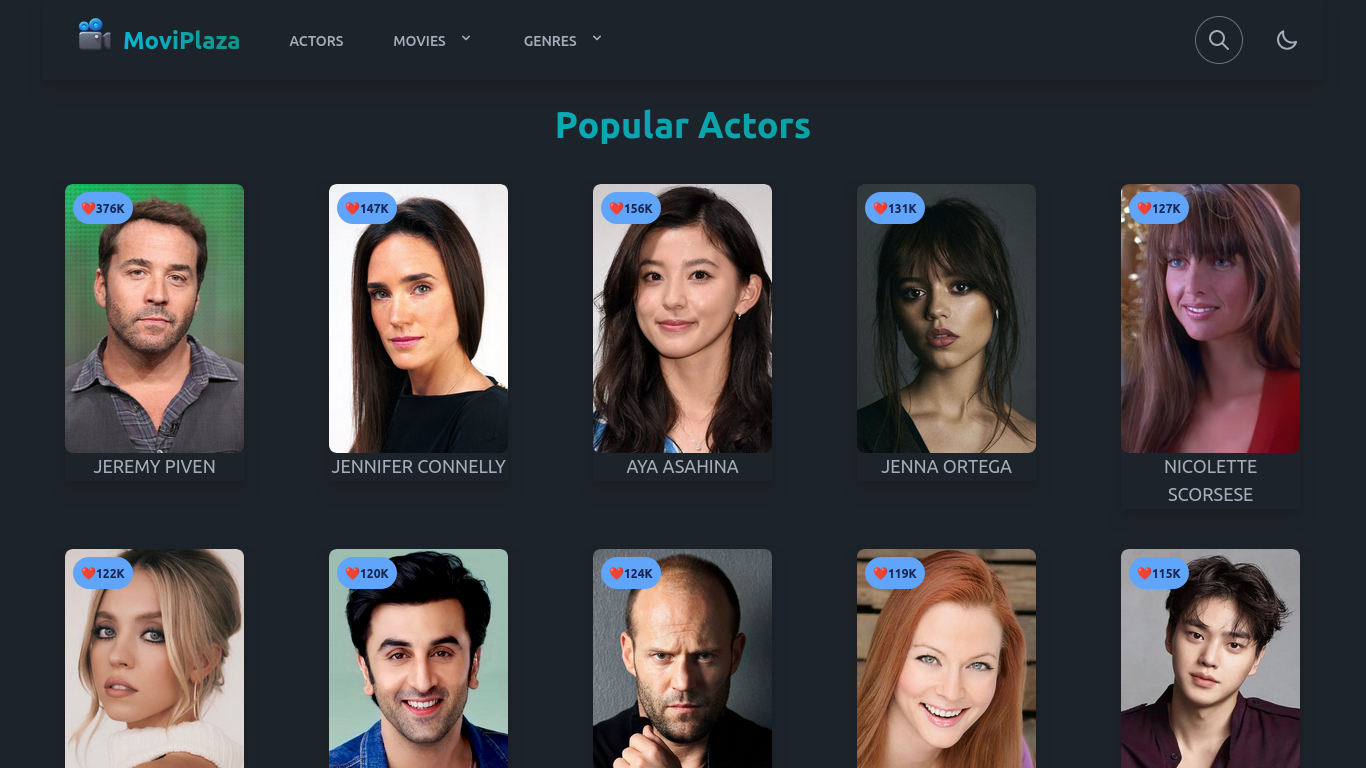 MoviPlaza
ACTORS
MOVIES
GENRES
Popular Actors
❤️376K
❤️147K
❤️156K
❤️131K
❤️127K
JEREMY PIVEN
JENNIFER CONNELLY
AYA ASAHINA
JENNA ORTEGA
NICOLETTE
SCORSESE
❤️122K
❤️120K
❤️124K
❤️119K
❤️115K